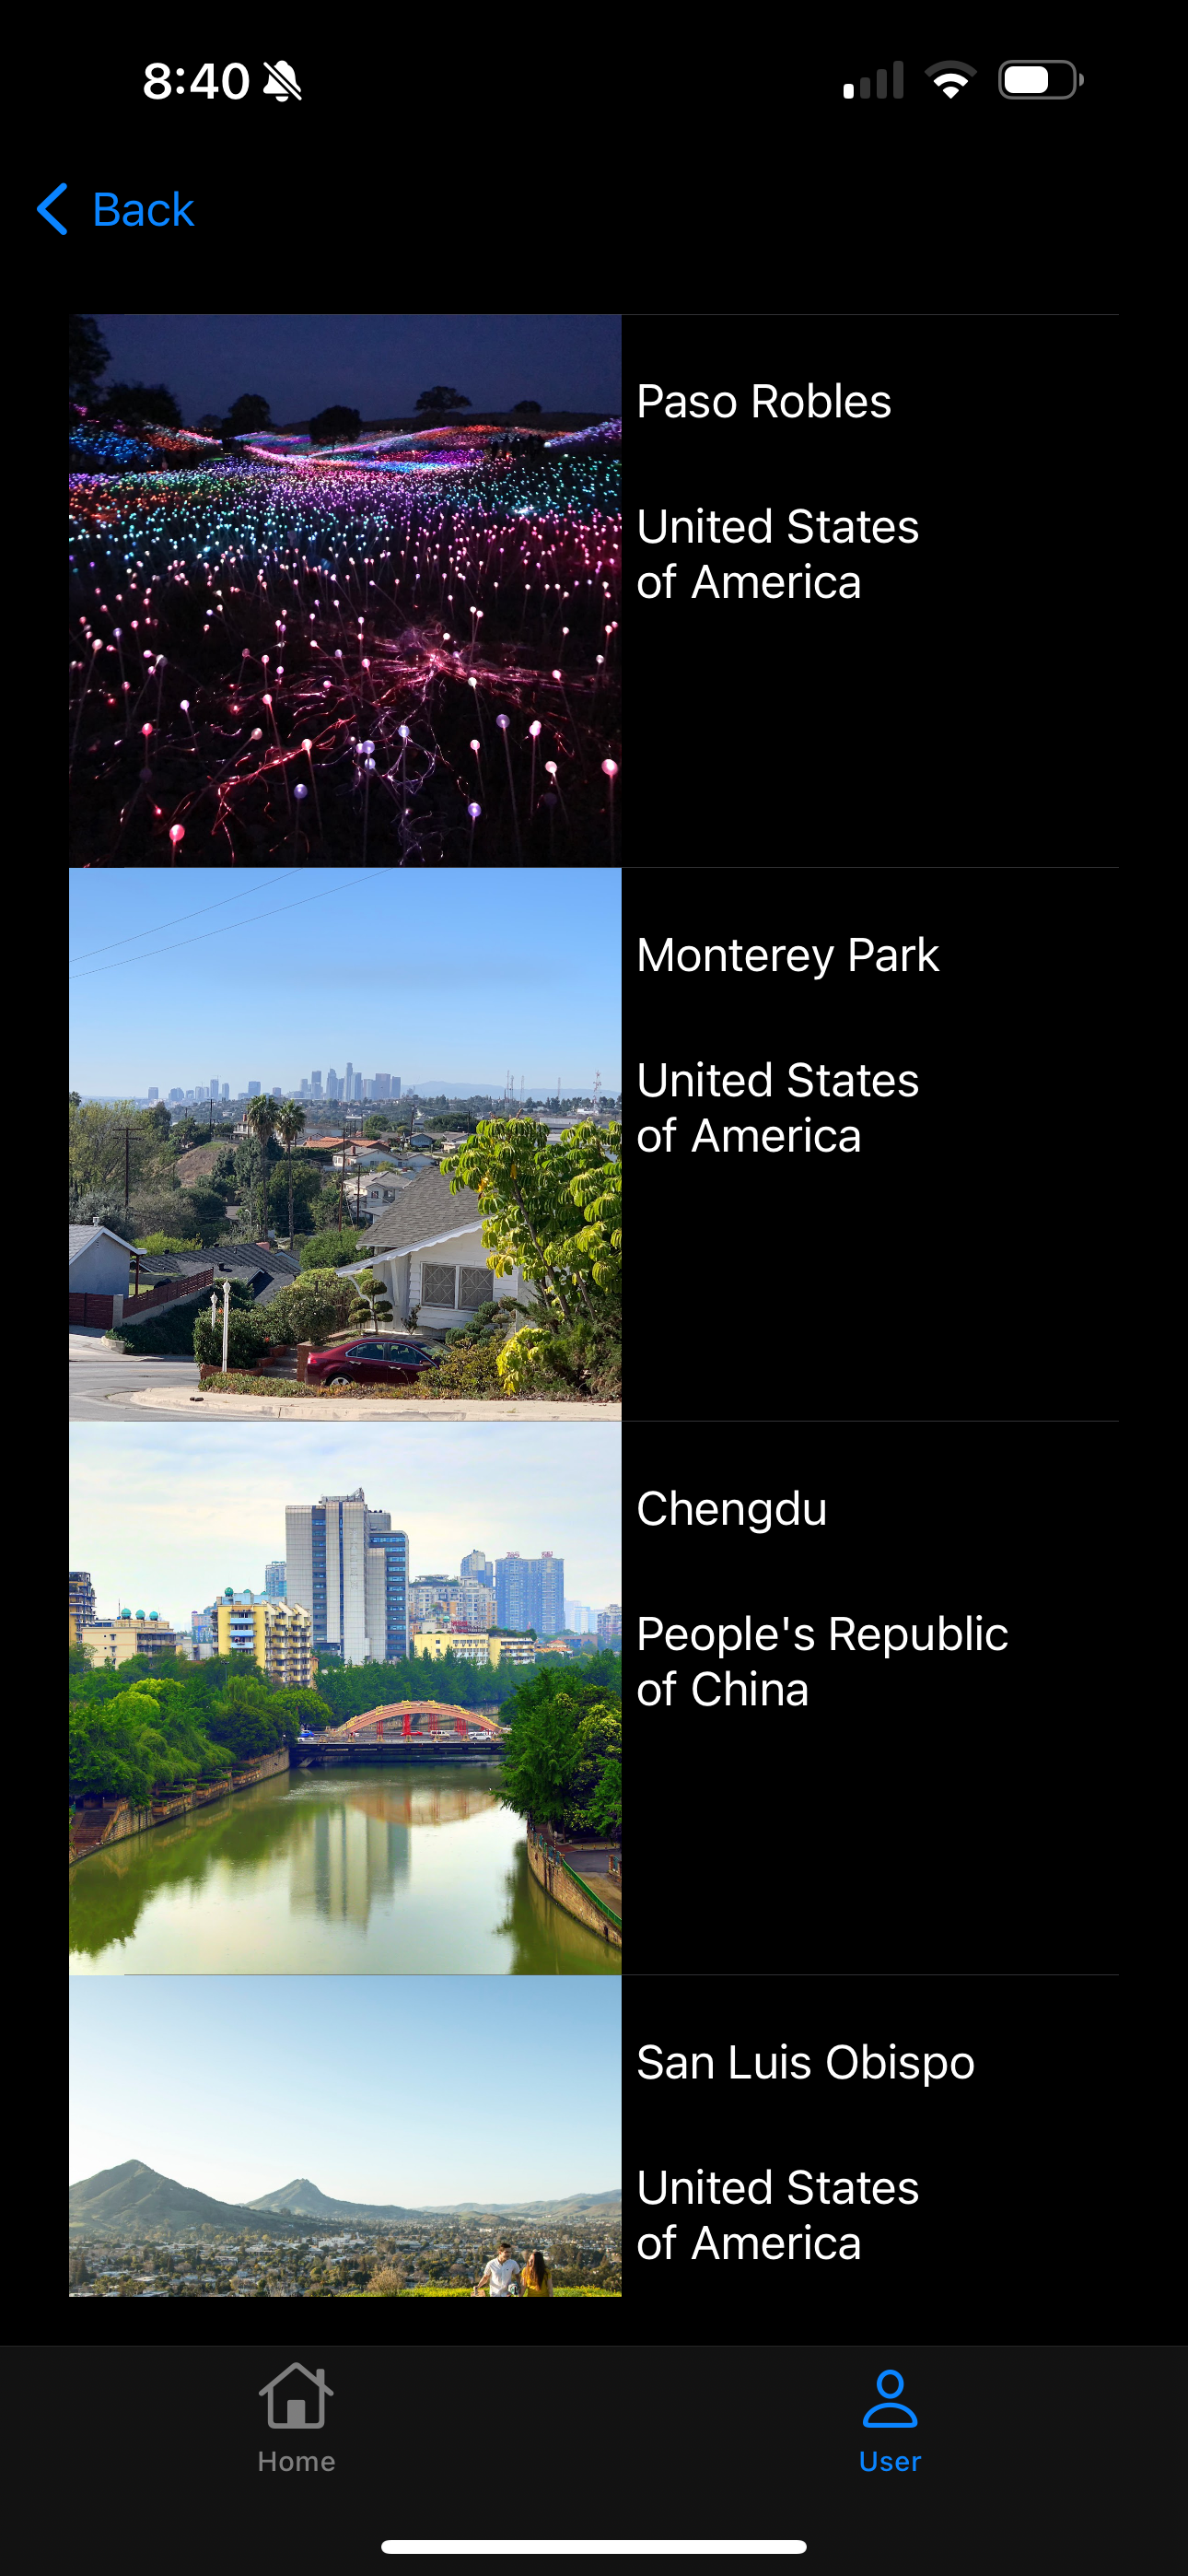 8:40
Back
Paso Robles
United States
of America
Monterey Park
United States
of America
Chengdu
People's Republic
of China
San Luis Obispo
United States
of America
Home
User